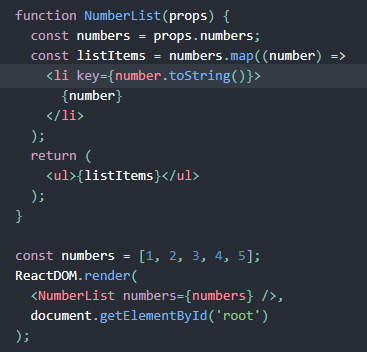 function NumberList(props) {
  const numbers = props.numbers;
  const listItems = numbers.map((number) =>
    <li key={number.toString()}>
      {number}
    </li>
  );
  return (
    <ul>{listItems}</ul>
  );
}

const numbers = [1, 2, 3, 4, 5];
ReactDOM.render(
  <NumberList numbers={numbers} />,
  document.getElementById('root')
);